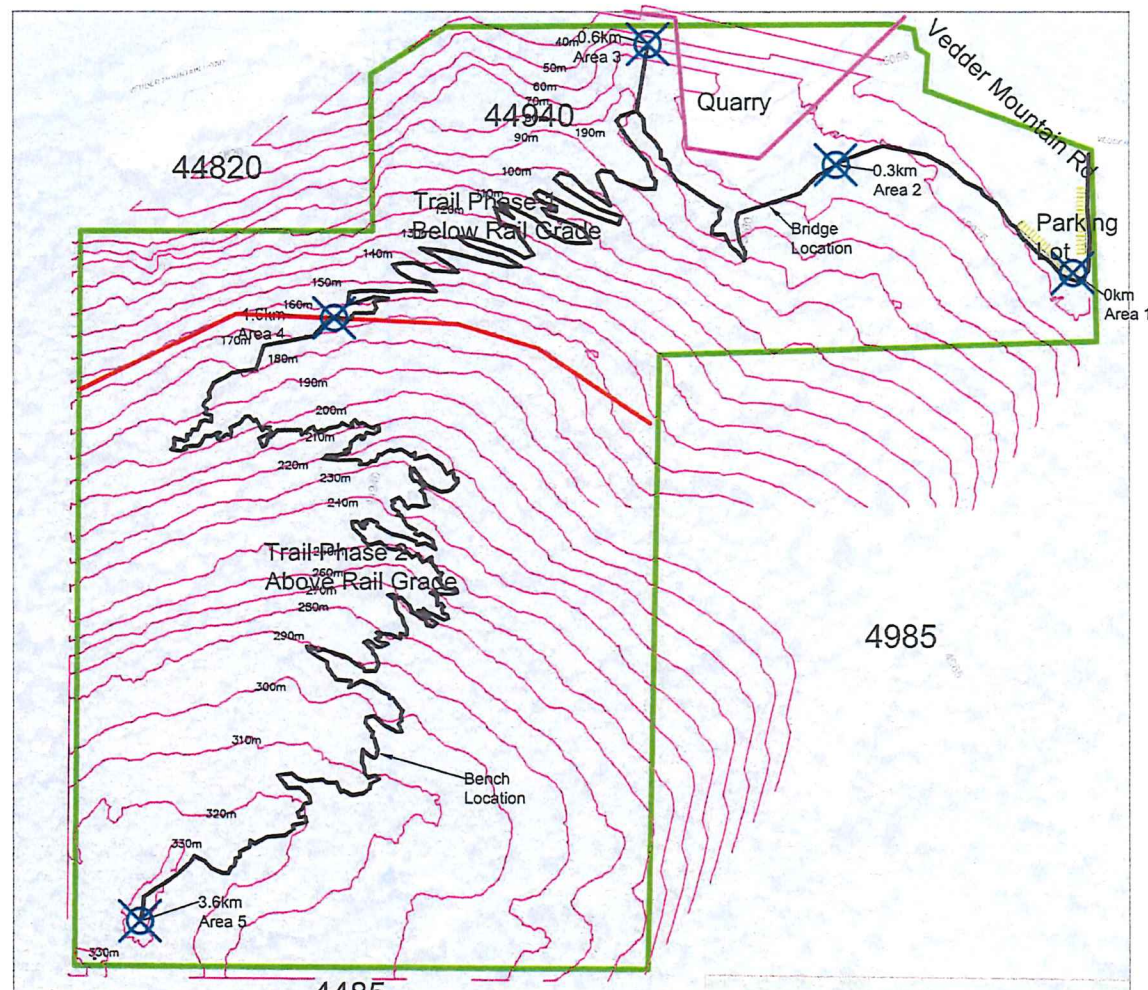 0.6km
Area 3
40m
50m
60m
70m
90m
100m
190m
44940
44820
Quarry
Vedder Mountain Rd
0.3km
Area 2
Bridge
Location
Parking
Lot
0km
Area 1
Trail Phase 1
Below Rail Grade
120m
140m
150m
160m
Area 4
170m
180m
190m
200m
210m
220m
230m
240m
Trail Phase 2
Above Rail Grade
260m
270m
280m
290m
300m
310m
320m
330m
4985
Bench
Location
3.6km
Area 5
330m
4485